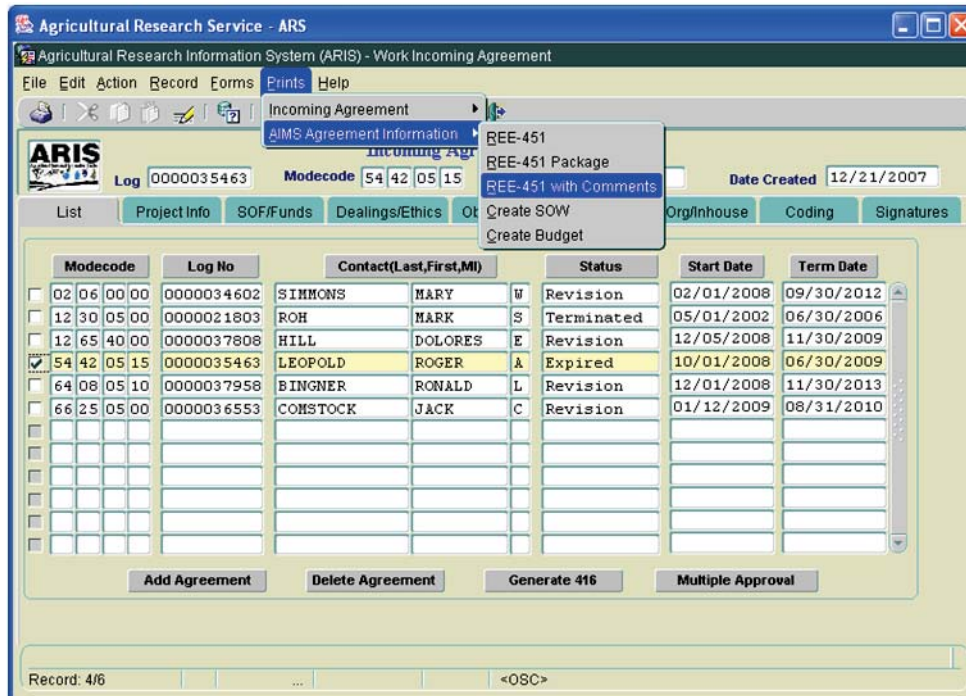 Agricultural Research Service - ARS
Agricultural Research Information System (ARIS) - Work Incoming Agreement
File Edit Action Record Forms Prints Help
Incoming Agreement
AIMS Agreement Information
REE-451
REE-451 Package
REE-451 with Comments
Create SOW
Create Budget
ARIS
Incoming Agr
Log 0000035463 Modecode 54 42 05 15 Date Created 12/21/2007
List Project Info SOF/Funds Dealings/Ethics Ob Org/Inhouse Coding Signatures
Modecode Log No Contact(Last,First,MI) Status Start Date Term Date
02 06 00 00 0000034602 SIMMONS MARY W Revision 02/01/2008 09/30/2012
12 30 05 00 0000021803 ROH MARK S Terminated 05/01/2002 06/30/2006
12 65 40 00 0000037808 HILL DOLORES E Revision 12/05/2008 11/30/2009
54 42 05 15 0000035463 LEOPOLD ROGER A Expired 10/01/2008 06/30/2009
64 08 05 10 0000037958 BINGNER RONALD L Revision 12/01/2008 11/30/2013
66 25 05 00 0000036553 COMSTOCK JACK C Revision 01/12/2009 08/31/2010
Add Agreement Delete Agreement Generate 416 Multiple Approval
Record: 4/6 ... <OSC>